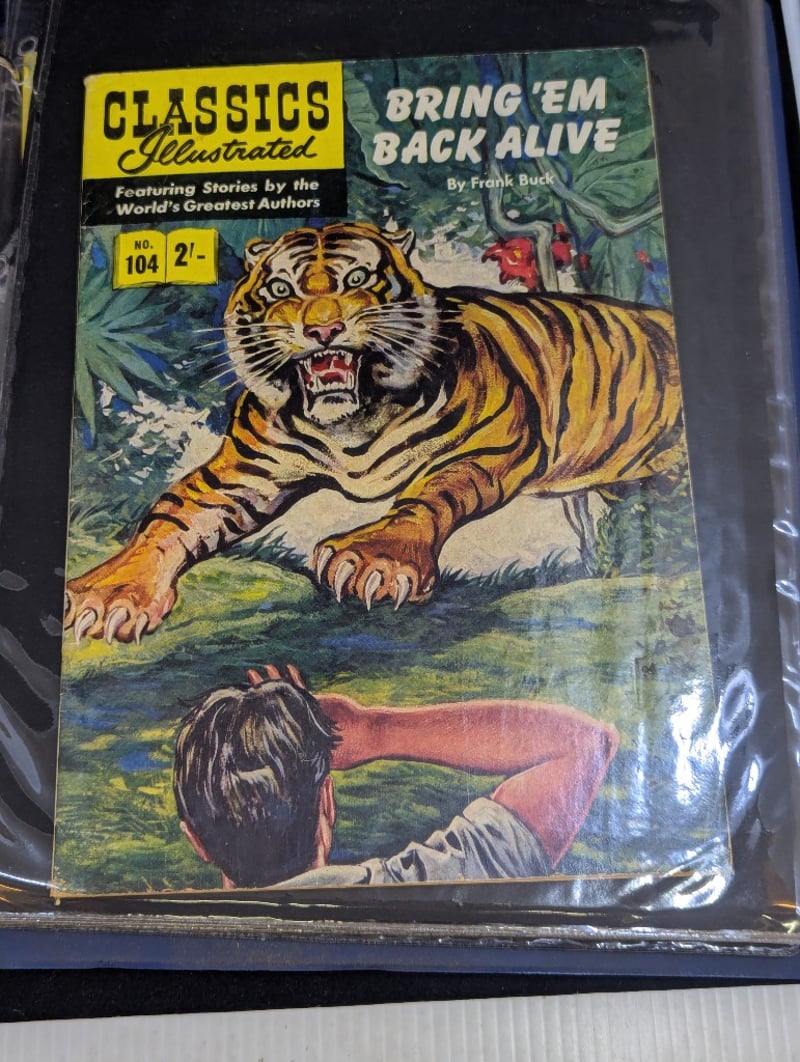 CLASSICS
Illustrated
Featuring Stories by the
World's Greatest Authors
NO.
104
2'-
BRING 'EM
BACK ALIVE
By Frank Buck